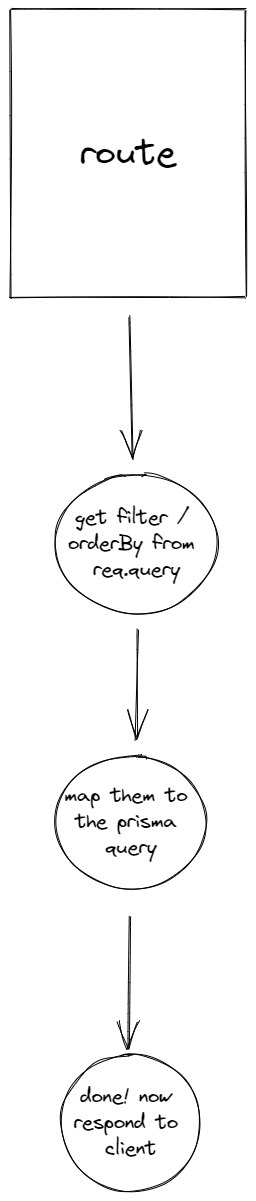 route
get filter /
orderBy from
req.query
map them to
the prisma
query
done! now
respond to
client